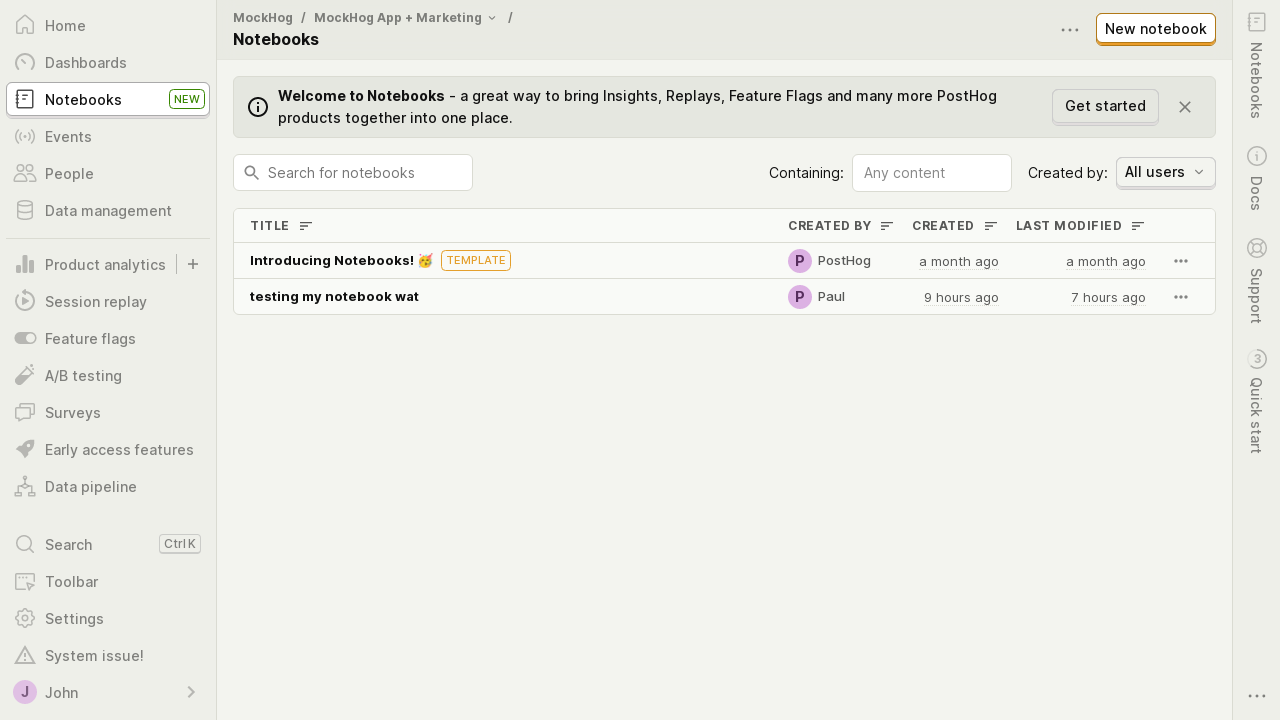 Home
Dashboards
Notebooks NEW
Events
People
Data management
Product analytics
Session replay
Feature flags
A/B testing
Surveys
Early access features
Data pipeline
Search Ctrl K
Toolbar
Settings
System issue!
J John
MockHog / MockHog App + Marketing /
Notebooks
New notebook
Welcome to Notebooks - a great way to bring Insights, Replays, Feature Flags and many more PostHog
products together into one place.
Get started
Search for notebooks Containing: Any content Created by: All users
TITLE CREATED BY CREATED LAST MODIFIED
Introducing Notebooks! 🥳 TEMPLATE P PostHog a month ago a month ago
testing my notebook wat P Paul 9 hours ago 7 hours ago
Notebooks
Docs
Support
3
Quick start